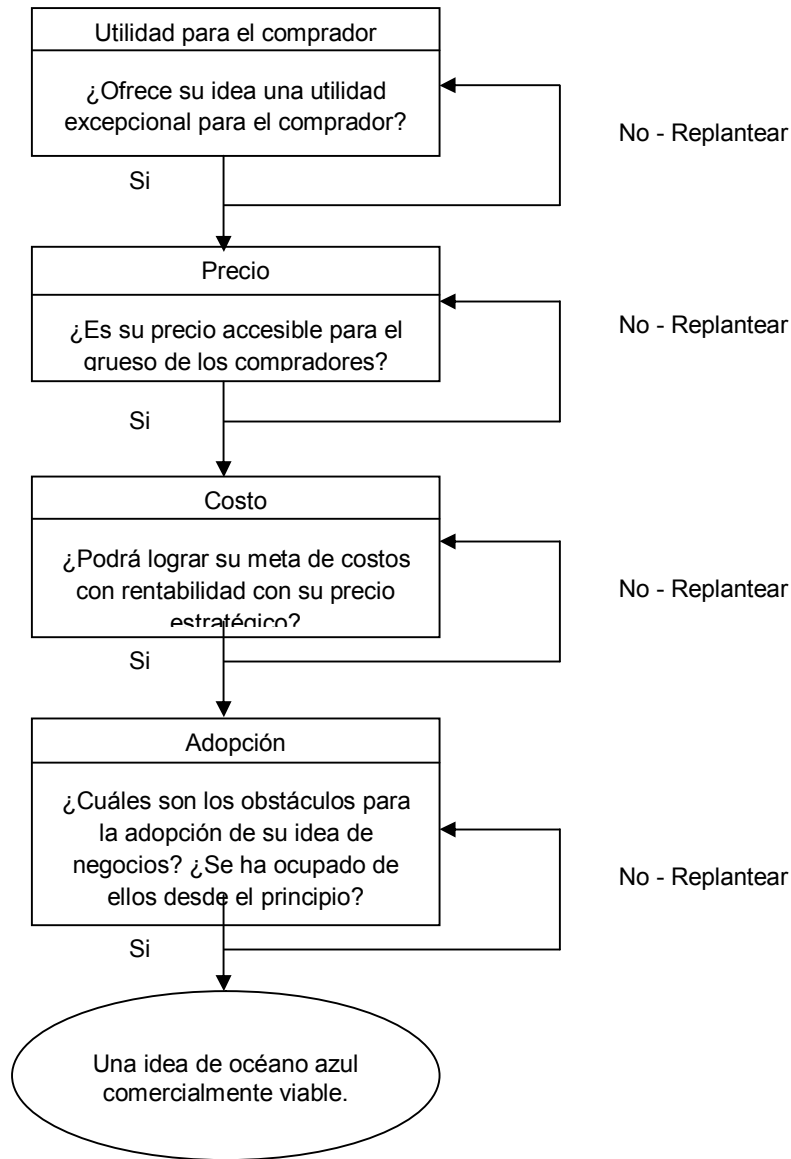 Utilidad para el comprador
¿Ofrece su idea una utilidad
excepcional para el comprador?
No - Replantear
Si
Precio
¿Es su precio accesible para el
grueso de los compradores?
No - Replantear
Si
Costo
¿Podrá lograr su meta de costos
con rentabilidad con su precio
estratégico?
No - Replantear
Si
Adopción
¿Cuáles son los obstáculos para
la adopción de su idea de
negocios? ¿Se ha ocupado de
ellos desde el principio?
No - Replantear
Si
Una idea de océano azul
comercialmente viable.